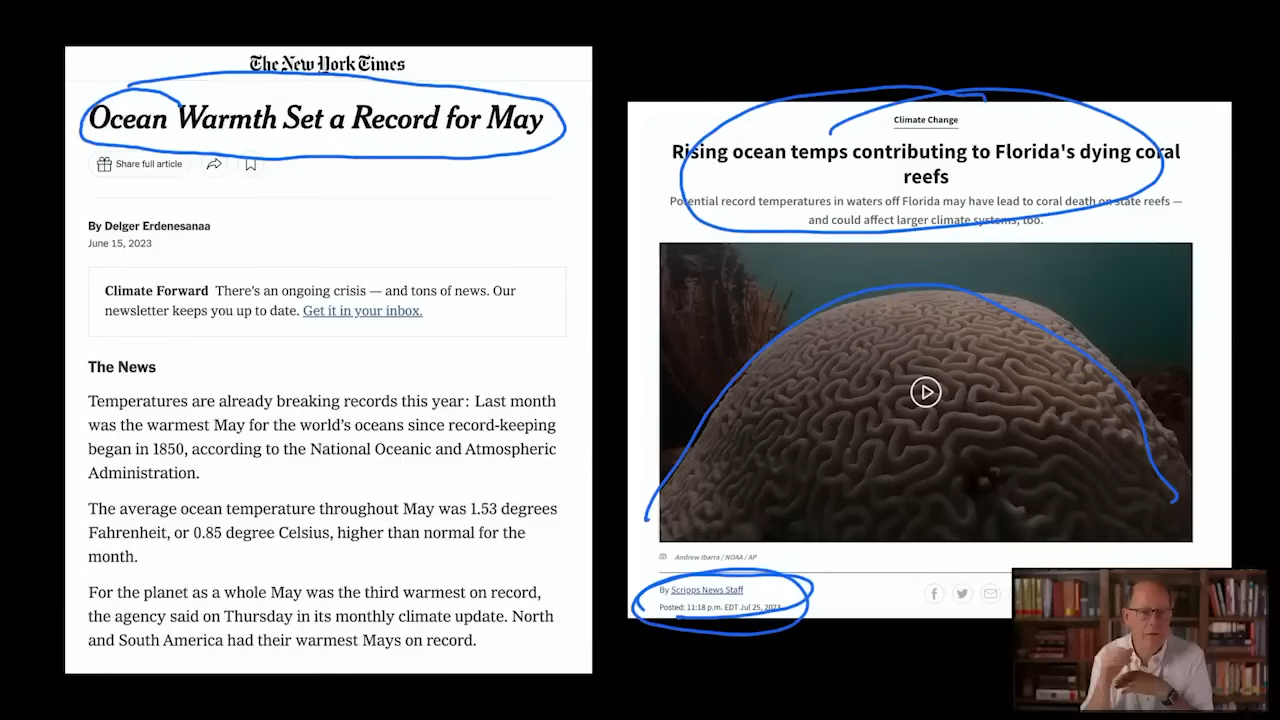 The New York Times
Ocean Warmth Set a Record for May
Share full article
By Delger Erdenesanaa
June 15, 2023
Climate Forward There's an ongoing crisis — and tons of news. Our
newsletter keeps you up to date. Get it in your inbox.
The News
Temperatures are already breaking records this year: Last month
was the warmest May for the world's oceans since record-keeping
began in 1850, according to the National Oceanic and Atmospheric
Administration.
The average ocean temperature throughout May was 1.53 degrees
Fahrenheit, or 0.85 degree Celsius, higher than normal for the
month.
For the planet as a whole May was the third warmest on record,
the agency said on Thursday in its monthly climate update. North
and South America had their warmest Mays on record.
Climate Change
Rising ocean temps contributing to Florida's dying coral
reefs
Potential record temperatures in waters off Florida may have lead to coral death on state reefs —
and could affect larger climate systems, too.
Andrew Ibarra / NOAA / AP
By Scripps News Staff
Posted: 11:18 p.m. EDT Jul 25, 2023